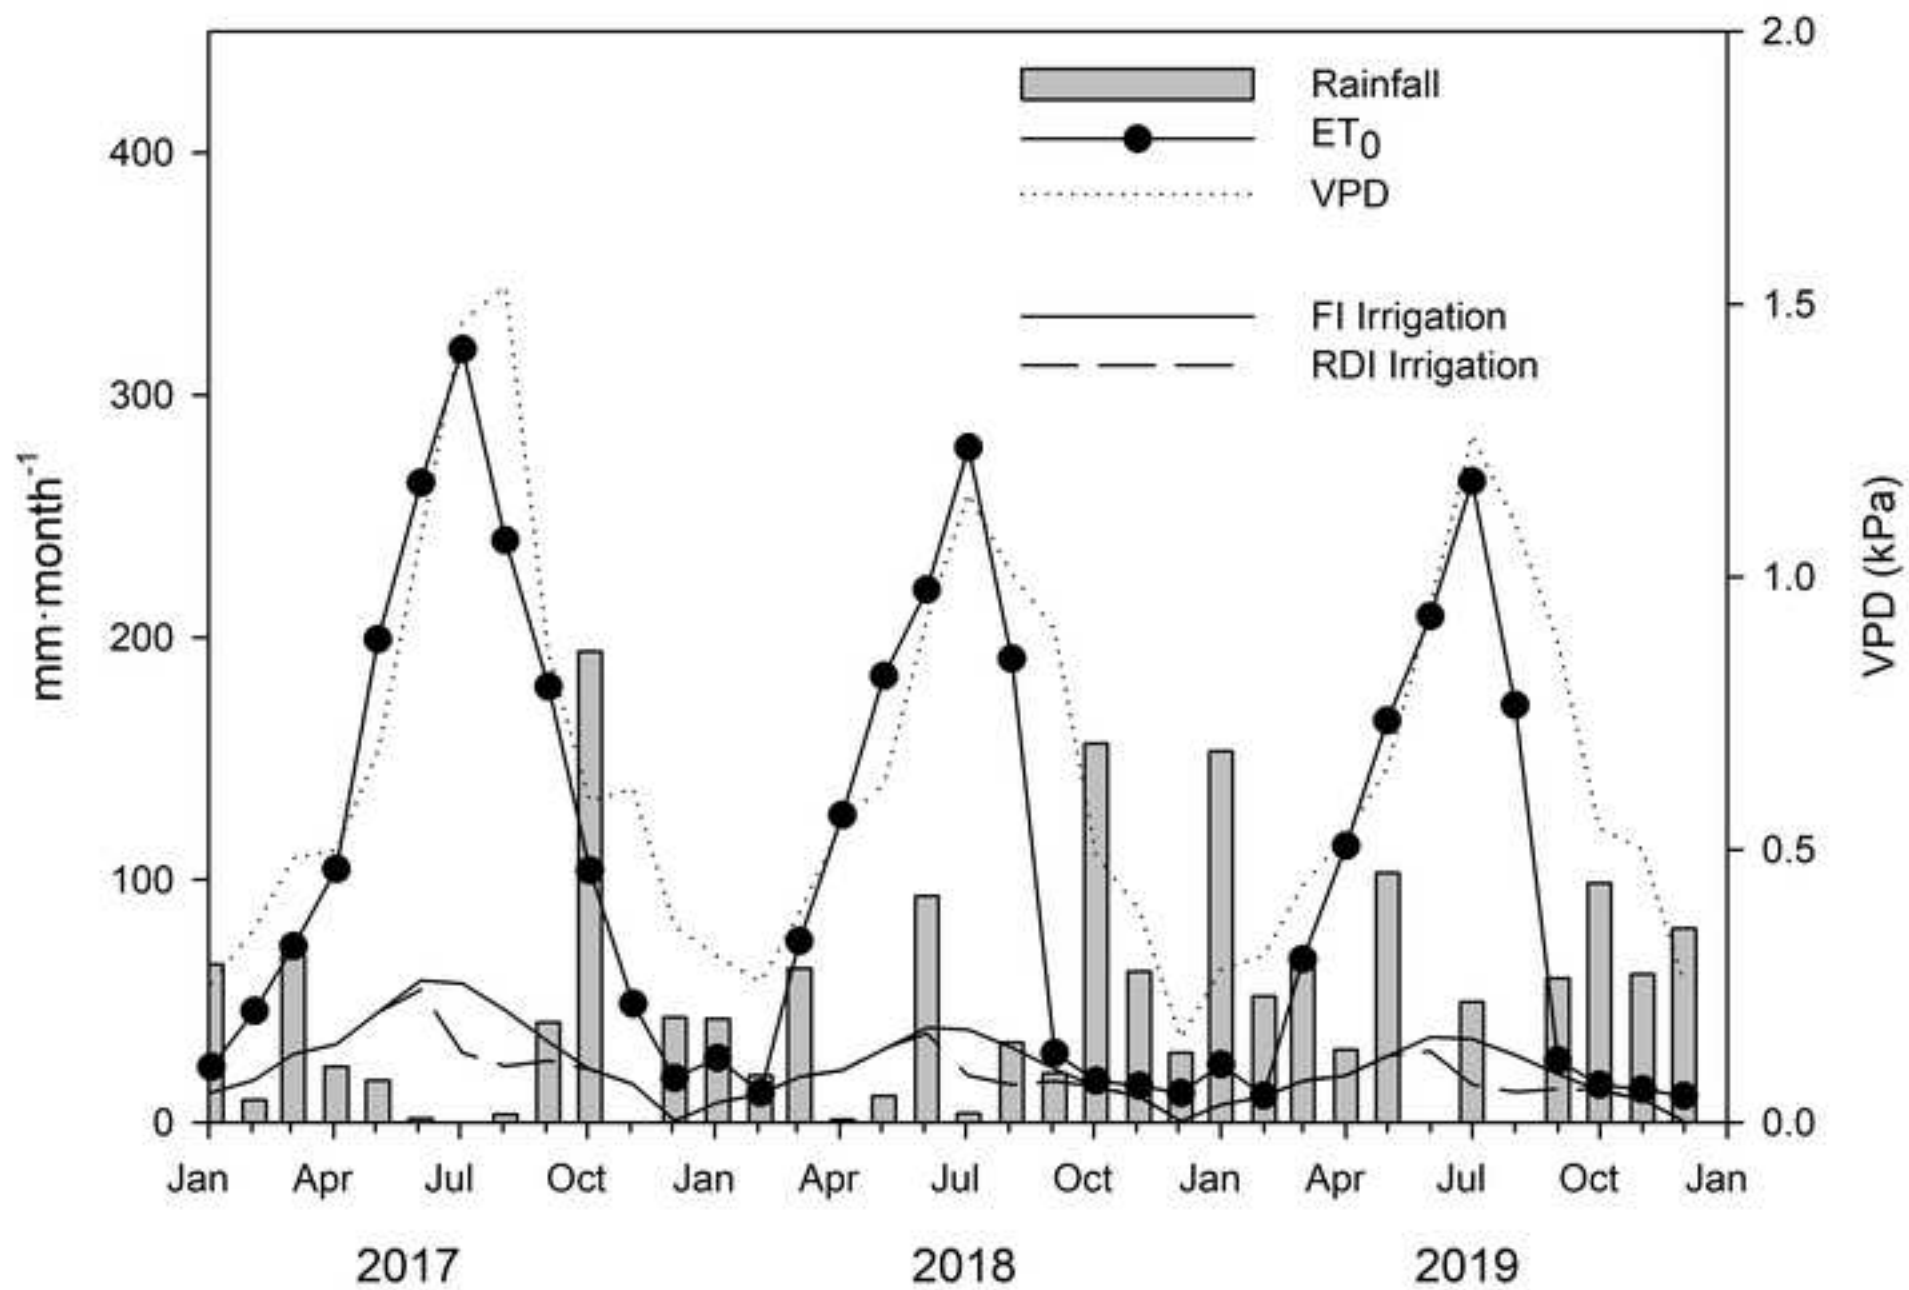 2.0
Rainfall
ET0
400
VPD
1.5
FI Irrigation
RDI Irrigation
300
mm·month-1
VPD (kPa)
1.0
200
0.5
100
0
0.0
Jan Apr Jul Oct Jan Apr Jul Oct Jan Apr Jul Oct Jan
2017 2018 2019